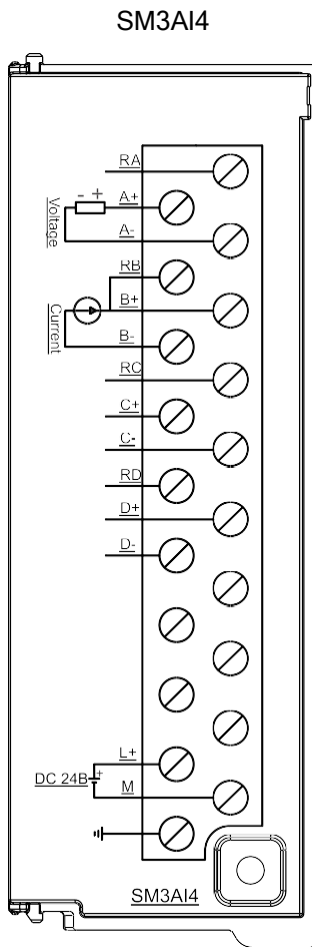 SM3AI4
RA
A+
- +
Voltage
A-
RB
B+
Current
B-
RC
C+
C-
RD
D+
D-
L+
DC 24B
+
M
SM3AI4